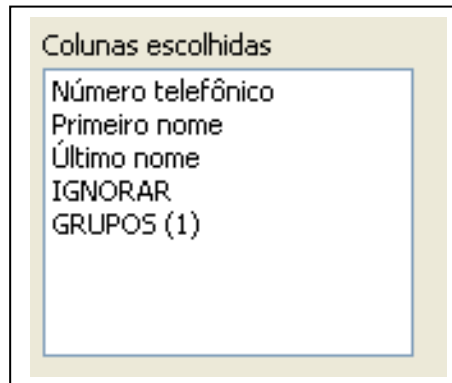 Colunas escolhidas
Número telefônico
Primeiro nome
Último nome
IGNORAR
GRUPOS (1)